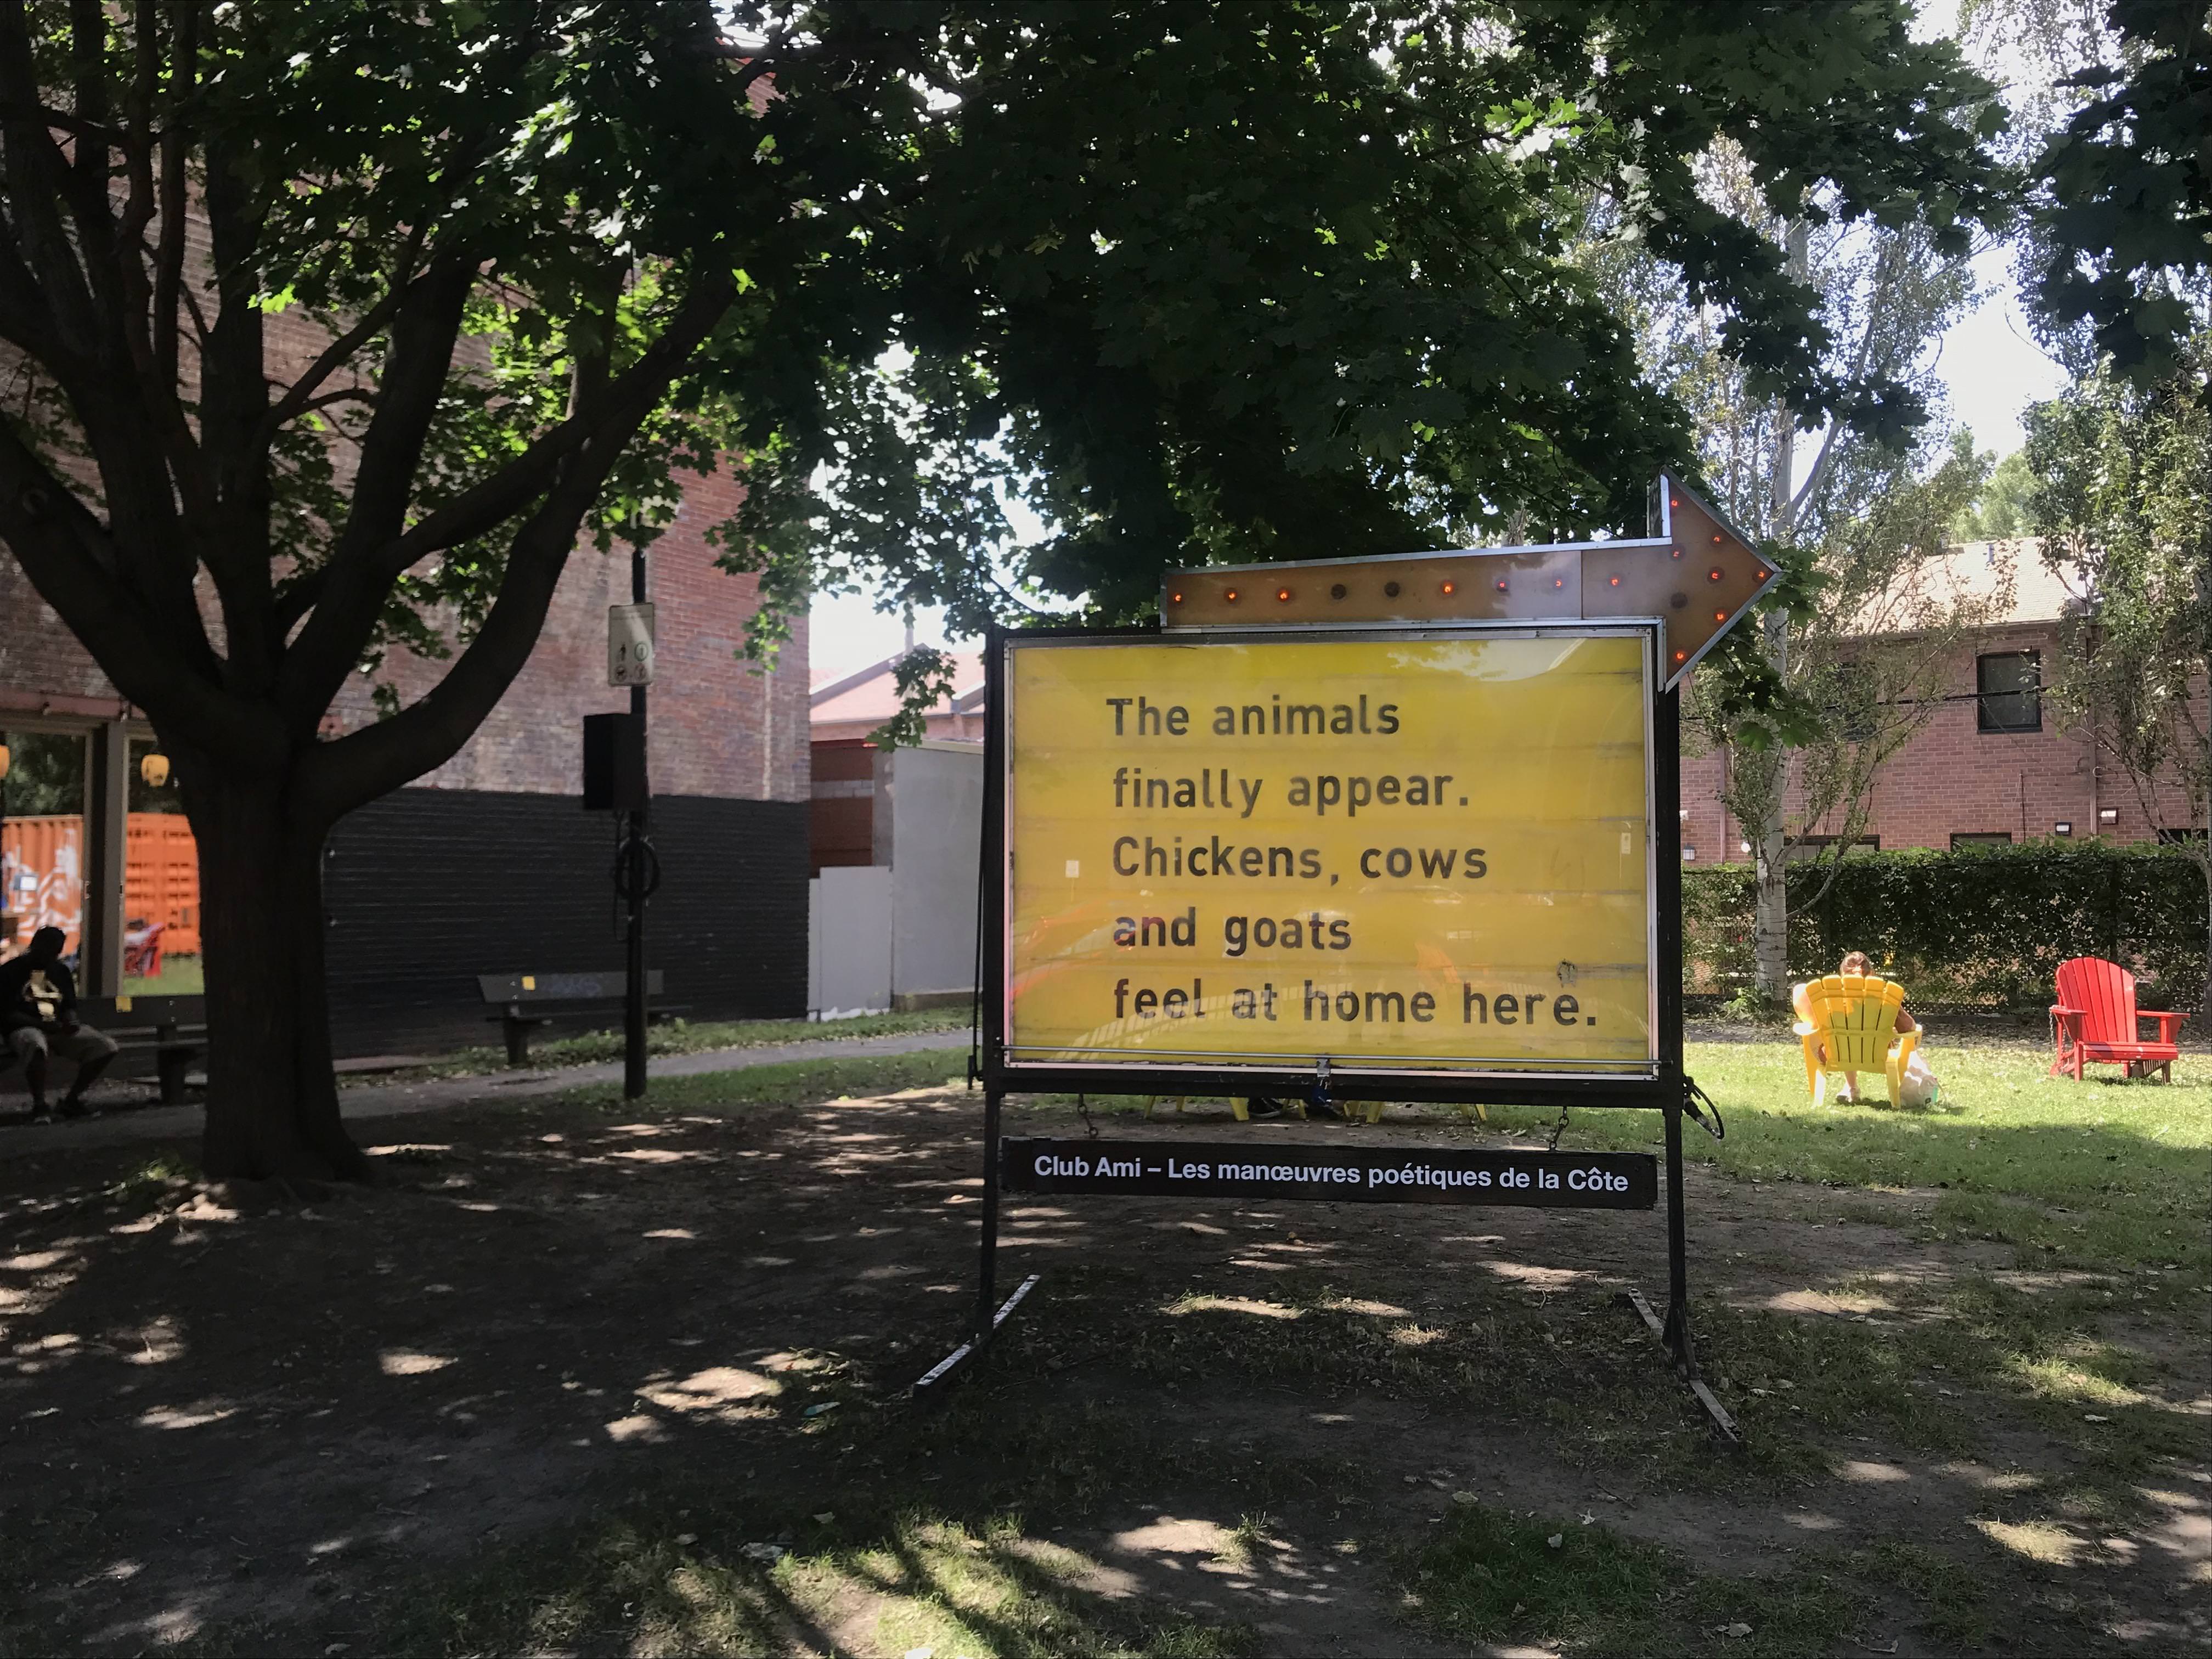 The animals
finally appear.
Chickens, cows
and goats
feel at home here.
Club Ami – Les manœuvres poétiques de la Côte